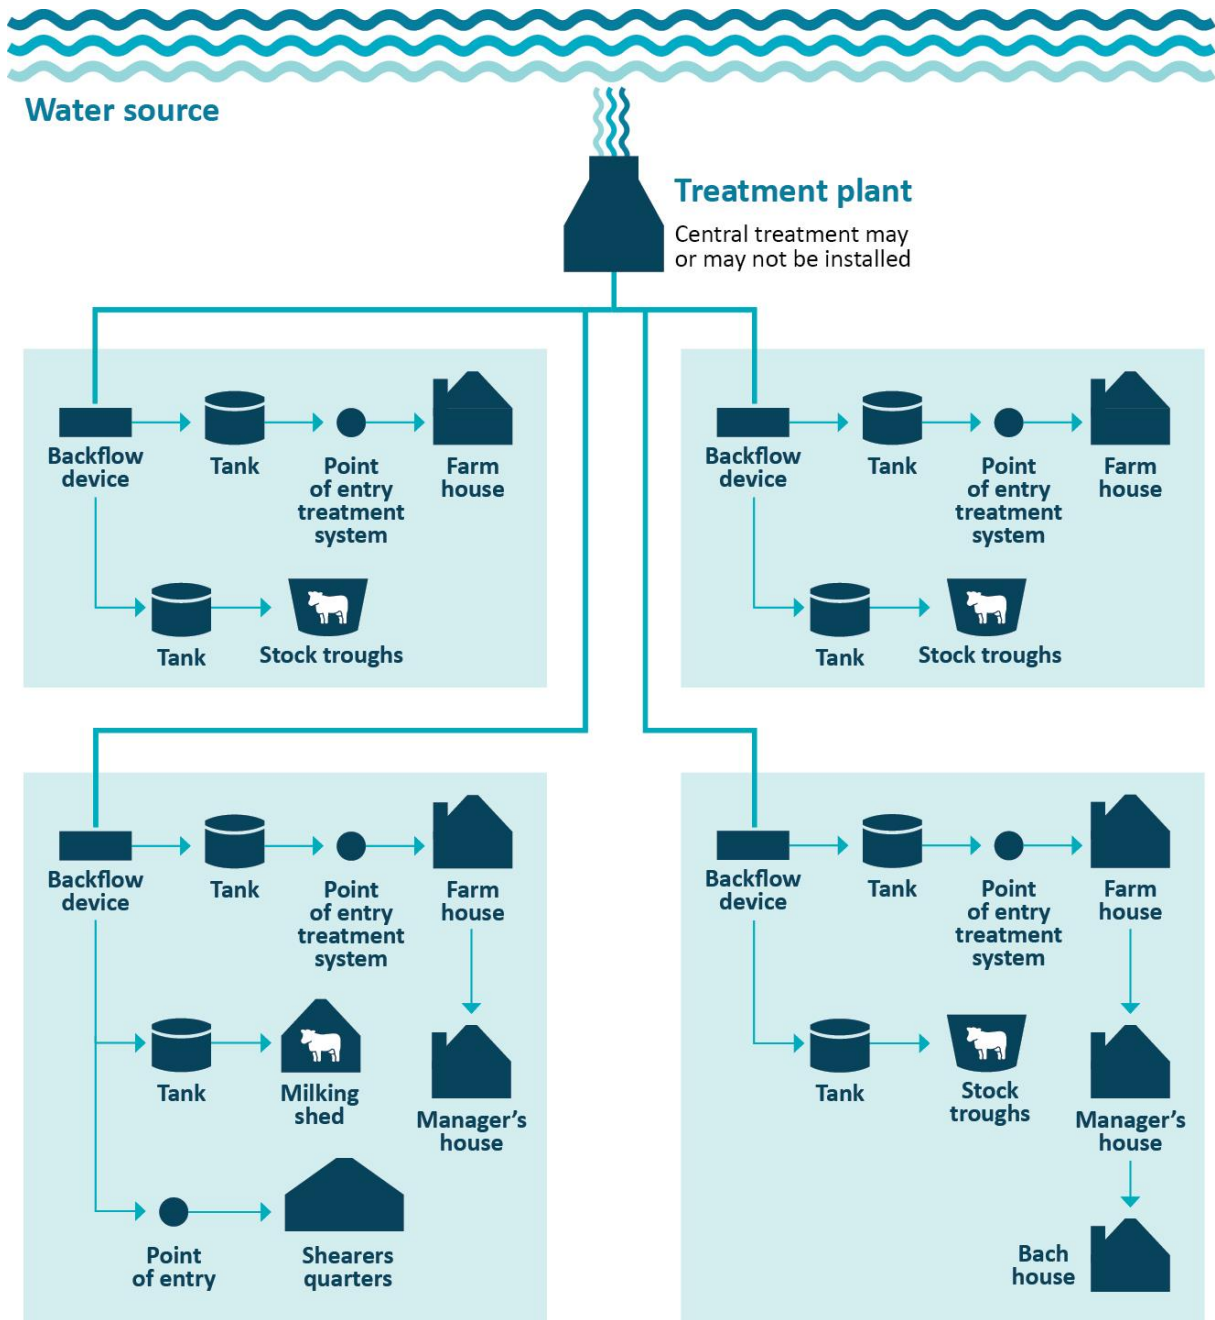 Water source
Treatment plant
Central treatment may
or may not be installed
Backflow
device
Tank
Point
of entry
treatment
system
Farm
house
Tank
Stock troughs
Backflow
device
Tank
Point
of entry
treatment
system
Farm
house
Tank
Stock troughs
Backflow
device
Tank
Point
of entry
treatment
system
Farm
house
Tank
Milking
shed
Manager's
house
Point
of entry
Shearers
quarters
Backflow
device
Tank
Point
of entry
treatment
system
Farm
house
Tank
Stock
troughs
Manager's
house
Bach
house